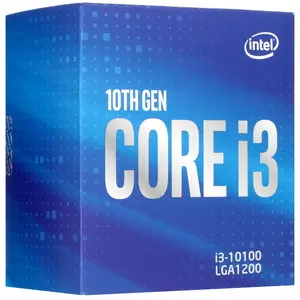 intel
10TH GEN
CORE i3
i3-10100
LGA1200